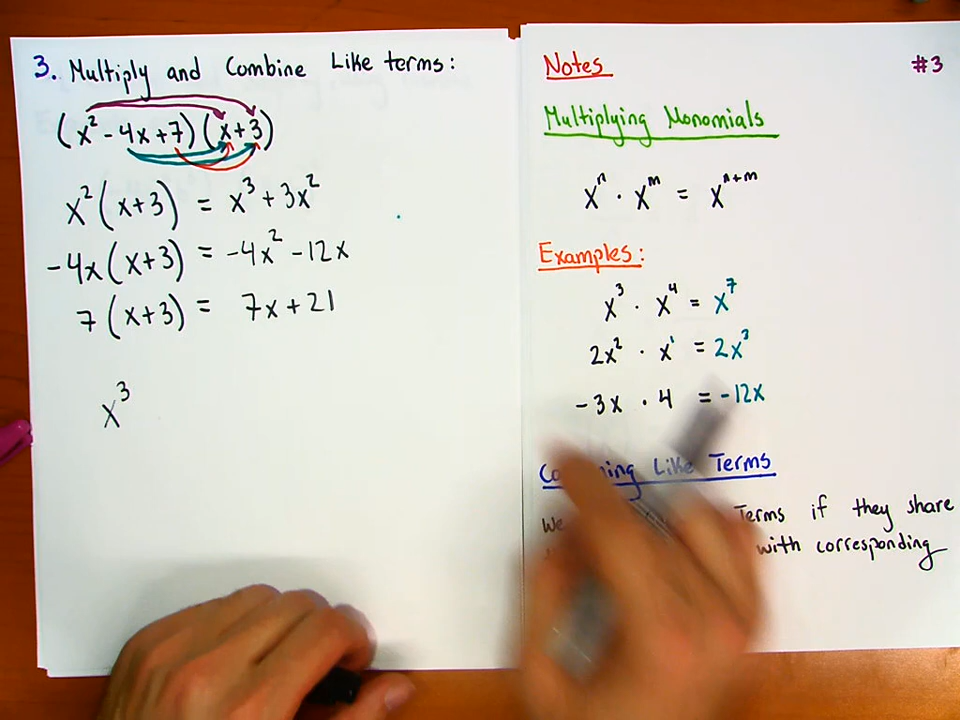 3. Multiply and Combine Like terms:
(x² - 4x + 7)(x + 3)
x²(x+3) = x³ + 3x²
-4x(x+3) = -4x² - 12x
7(x+3) = 7x + 21
x³
Notes
#3
Multiplying Monomials
xⁿ · xᵐ = xⁿ⁺ᵐ
Examples:
x³ · x⁴ = x⁷
2x² · x¹ = 2x³
-3x · 4 = -12x
Like Terms
We Terms if they share
with corresponding